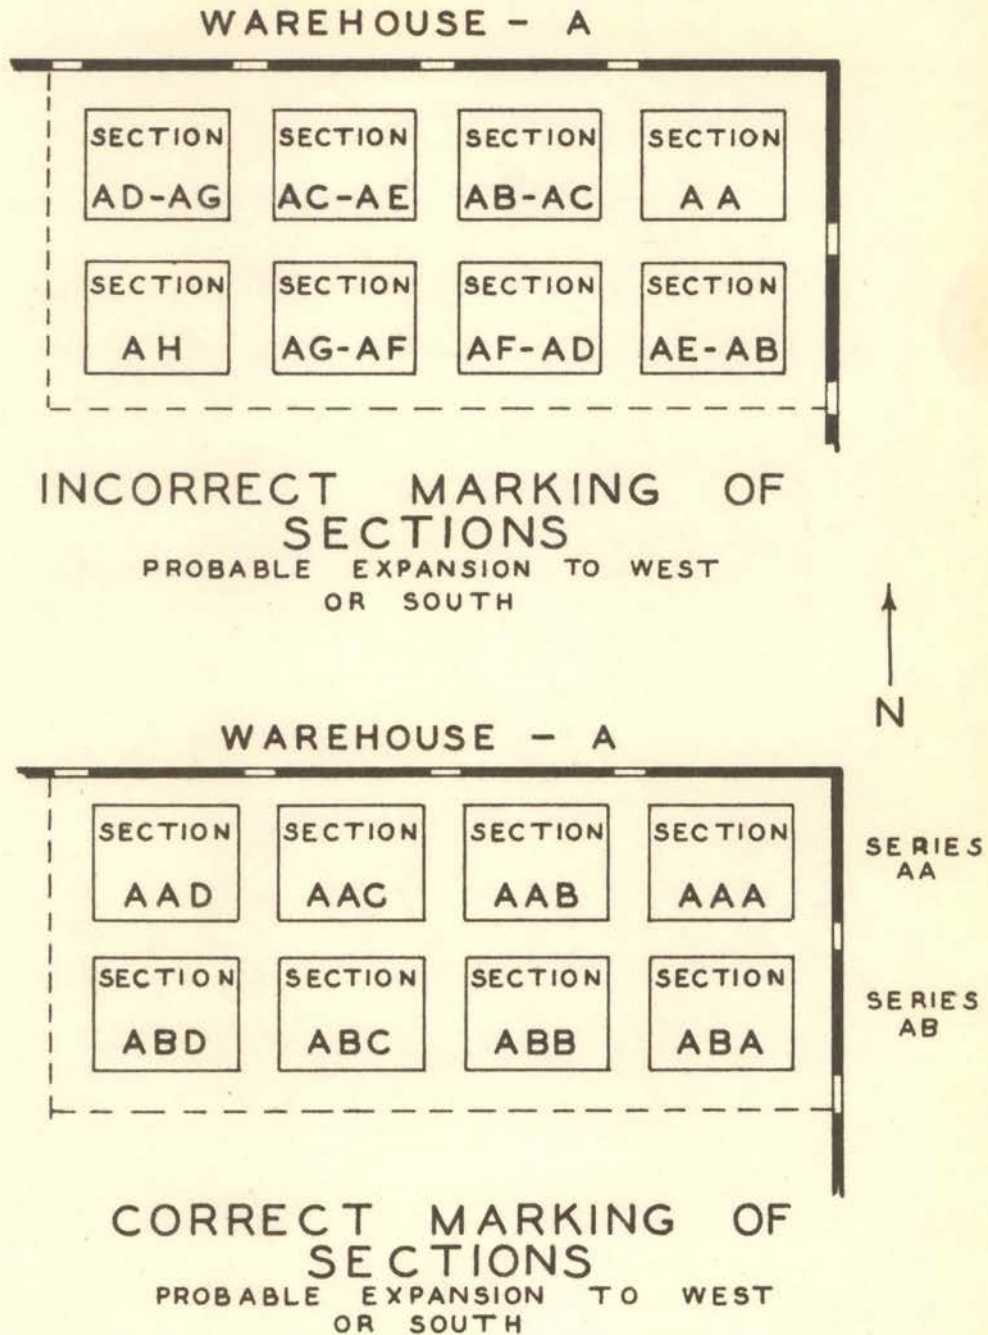 WAREHOUSE - A
SECTION SECTION SECTION SECTION
AD-AG AC-AE AB-AC AA
SECTION SECTION SECTION SECTION
AH AG-AF AF-AD AE-AB
INCORRECT MARKING OF
SECTIONS
PROBABLE EXPANSION TO WEST
OR SOUTH
N
WAREHOUSE - A
SECTION SECTION SECTION SECTION
AAD AAC AAB AAA
SERIES
AA
SECTION SECTION SECTION SECTION
ABD ABC ABB ABA
SERIES
AB
CORRECT MARKING OF
SECTIONS
PROBABLE EXPANSION TO WEST
OR SOUTH